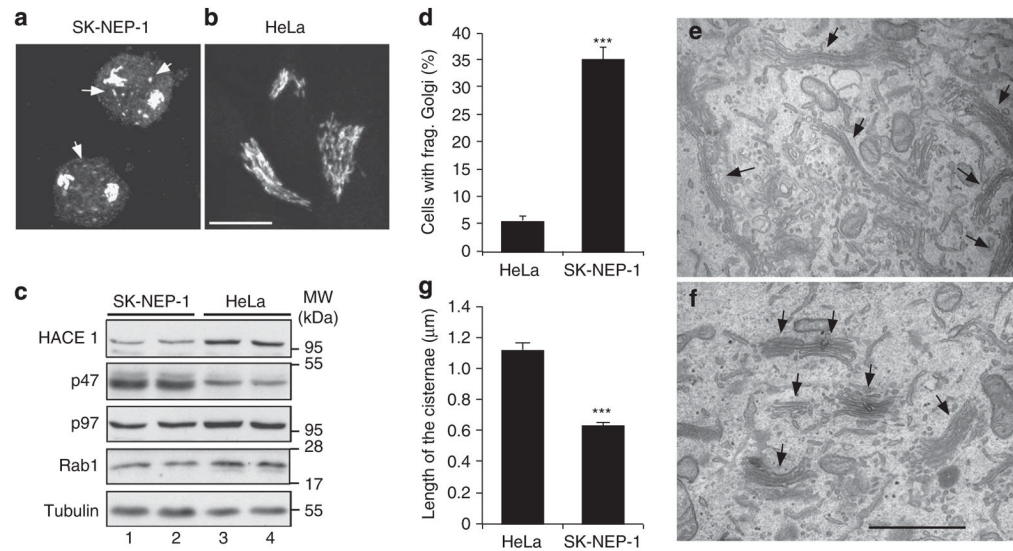 a
SK-NEP-1
b
HeLa
c
SK-NEP-1 HeLa MW
(kDa)
HACE 1
95
55
p47
p97
95
28
Rab1
17
Tubulin
55
1 2 3 4
d
Cells with frag. Golgi (%)
40
35
30
25
20
15
10
5
0
***
HeLa SK-NEP-1
g
Length of the cisternae (μm)
1.4
1.2
1.0
0.8
0.6
0.4
0.2
0
***
HeLa SK-NEP-1
e
f